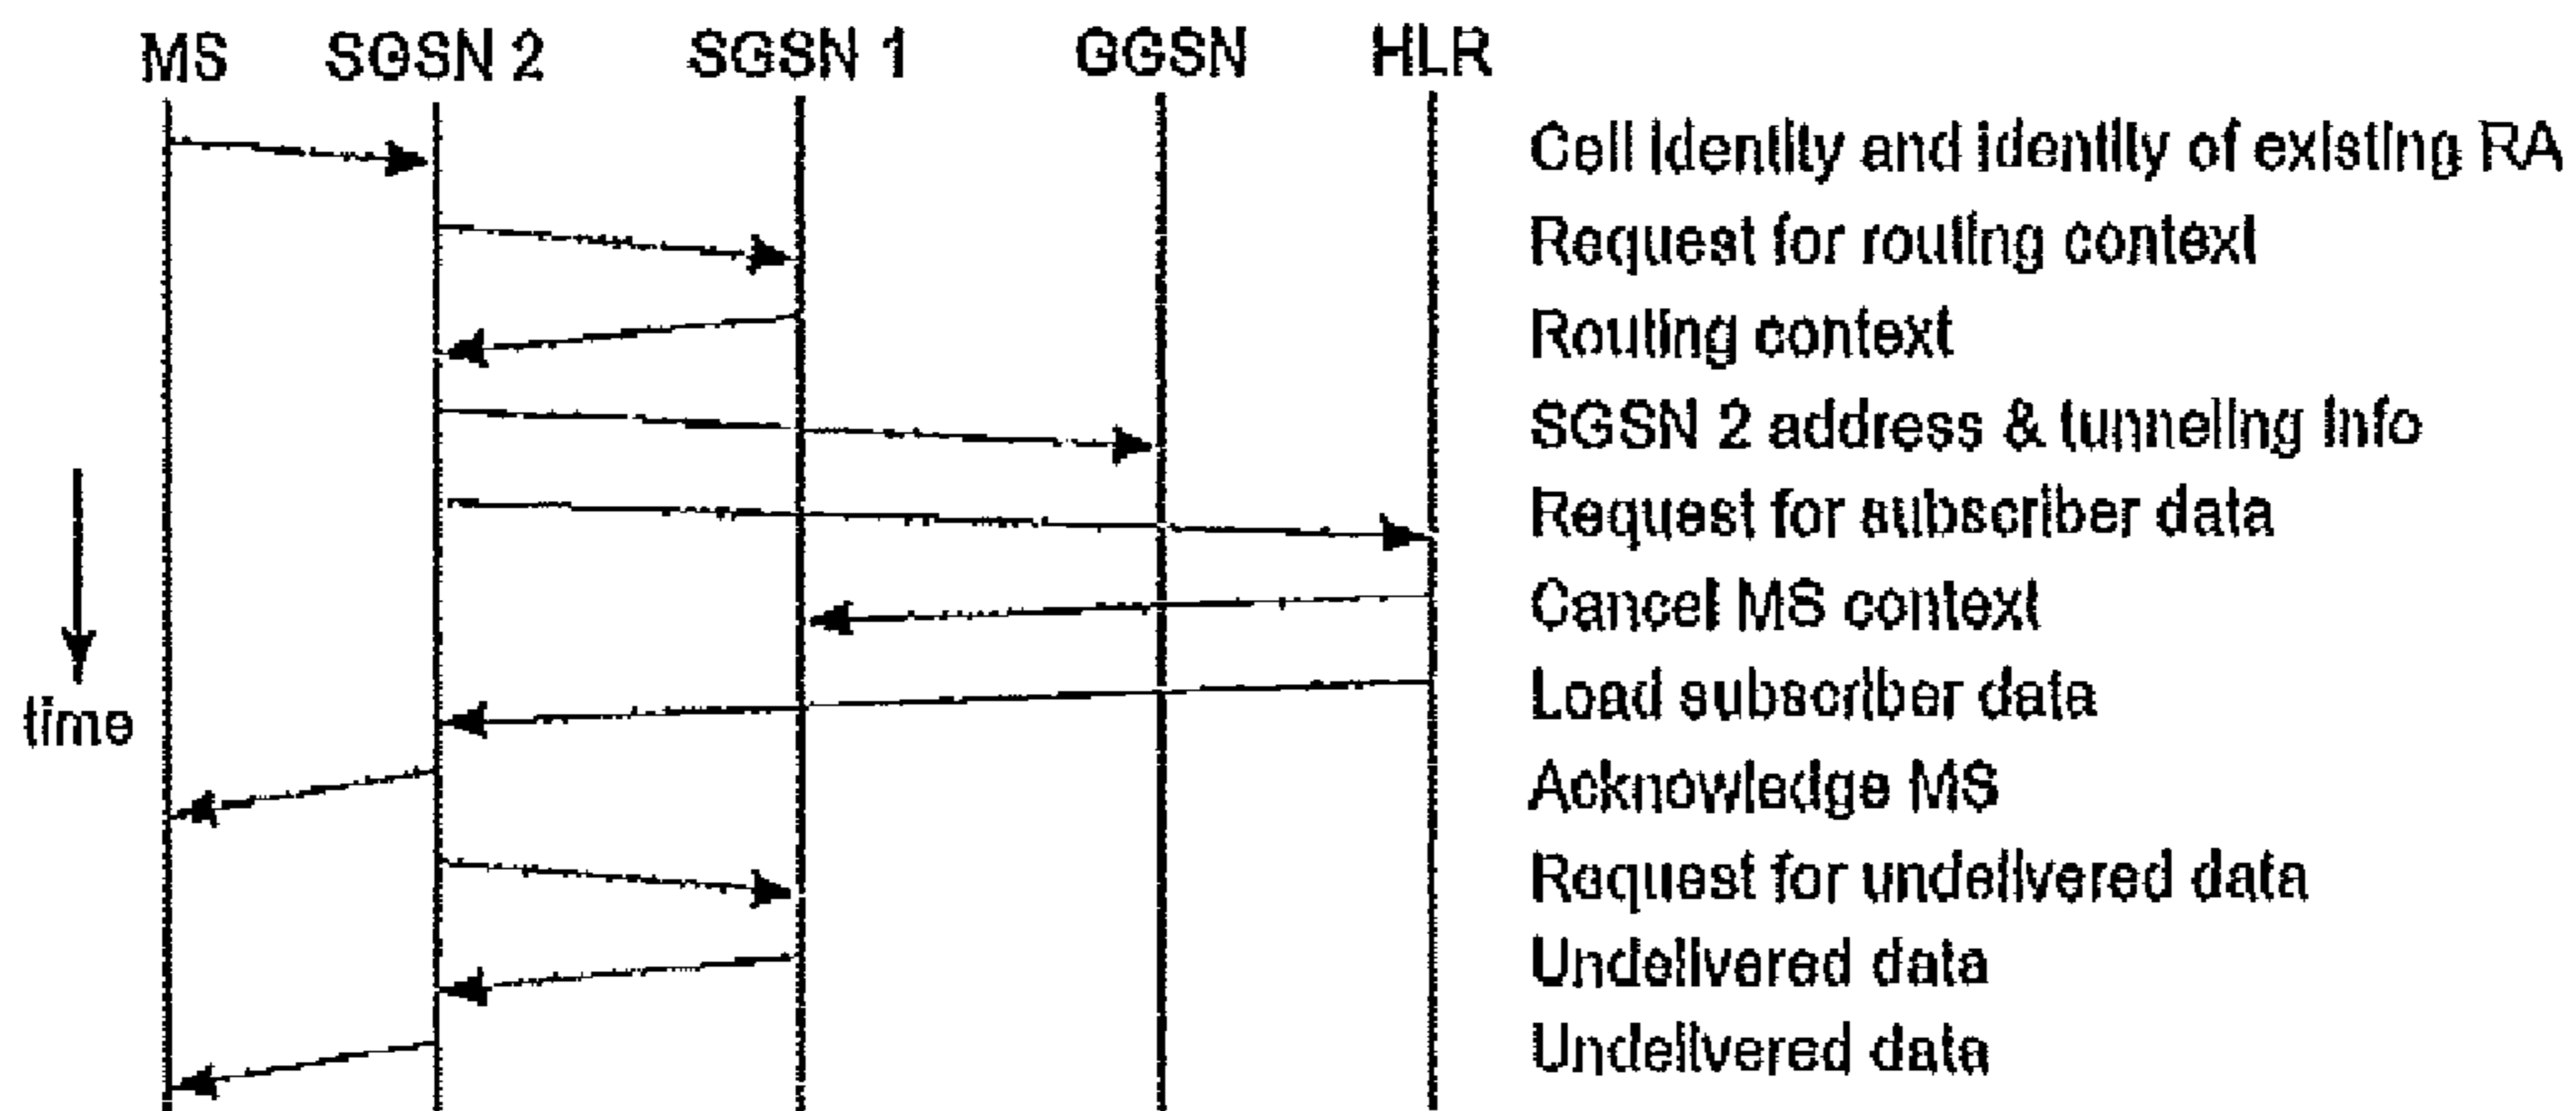 MS SGSN 2 SGSN 1 GGSN HLR
Cell identity and identity of existing RA
Request for routing context
Routing context
SGSN 2 address & tunneling info
Request for subscriber data
Cancel MS context
Load subscriber data
time
Acknowledge MS
Request for undelivered data
Undelivered data
Undelivered data